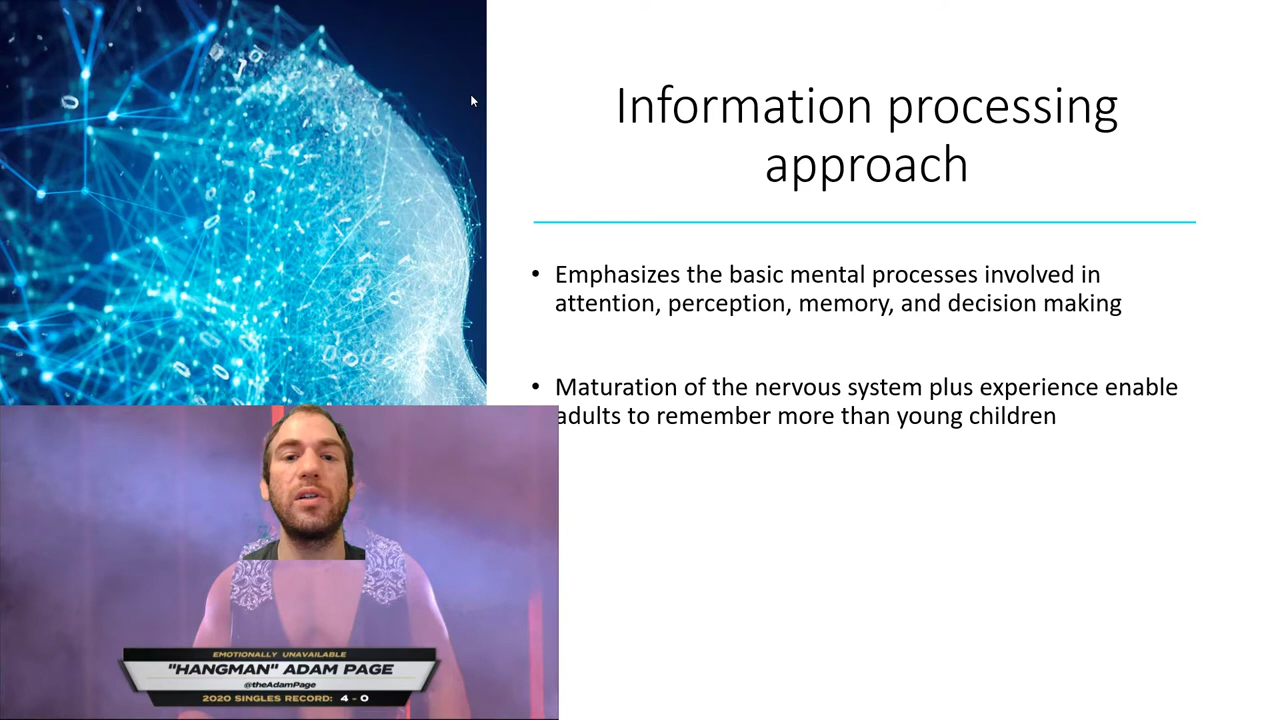 Information processing
approach
• Emphasizes the basic mental processes involved in
attention, perception, memory, and decision making
• Maturation of the nervous system plus experience enable
adults to remember more than young children
EMOTIONALLY UNAVAILABLE
"HANGMAN" ADAM PAGE
@theAdamPage
2020 SINGLES RECORD: 4 - 0